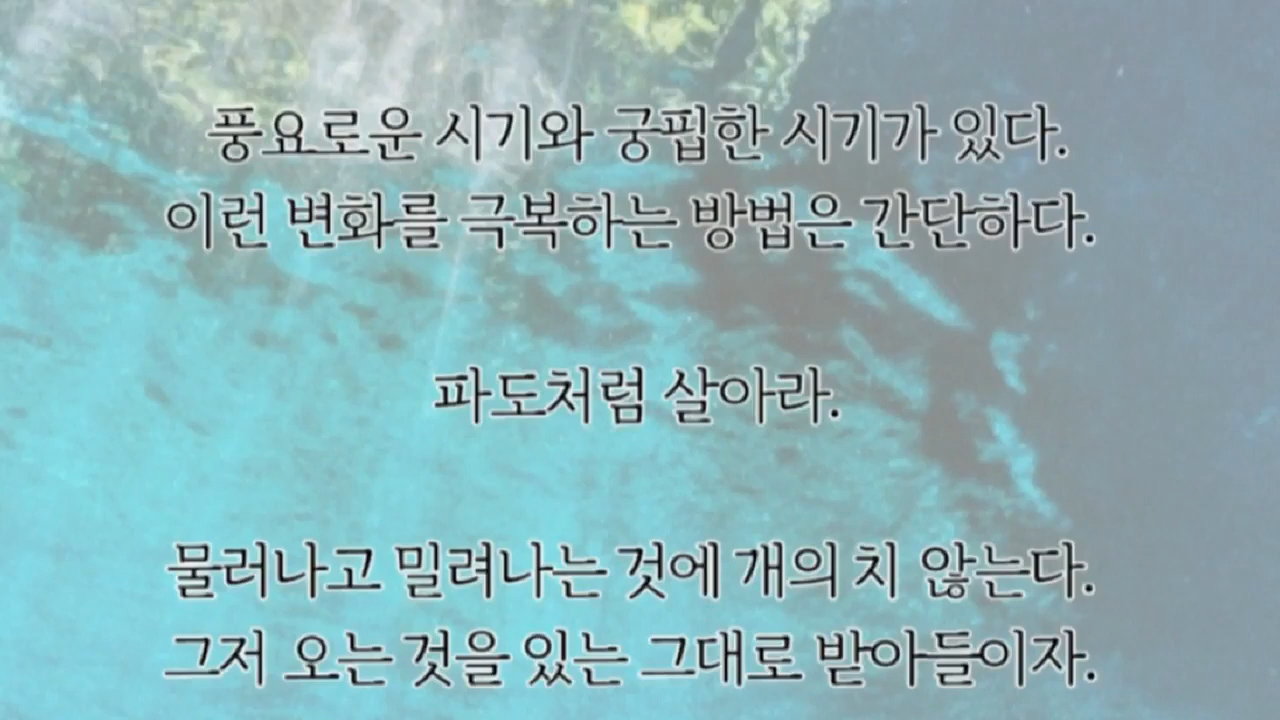 풍요로운 시기와 궁핍한 시기가 있다.
이런 변화를 극복하는 방법은 간단하다.
파도처럼 살아라.
물러나고 밀려나는 것에 개의 치 않는다.
그저 오는 것을 있는 그대로 받아들이자.